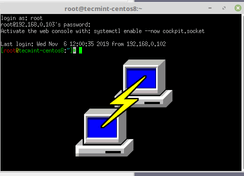 root@tecmint-centos8:~
login as: root
root@192.168.0.103's password:
Activate the web console with: systemctl enable --now cockpit.socket

Last login: Wed Nov  6 12:00:35 2019 from 192.168.0.102
[root@tecmint-centos8 ~]#